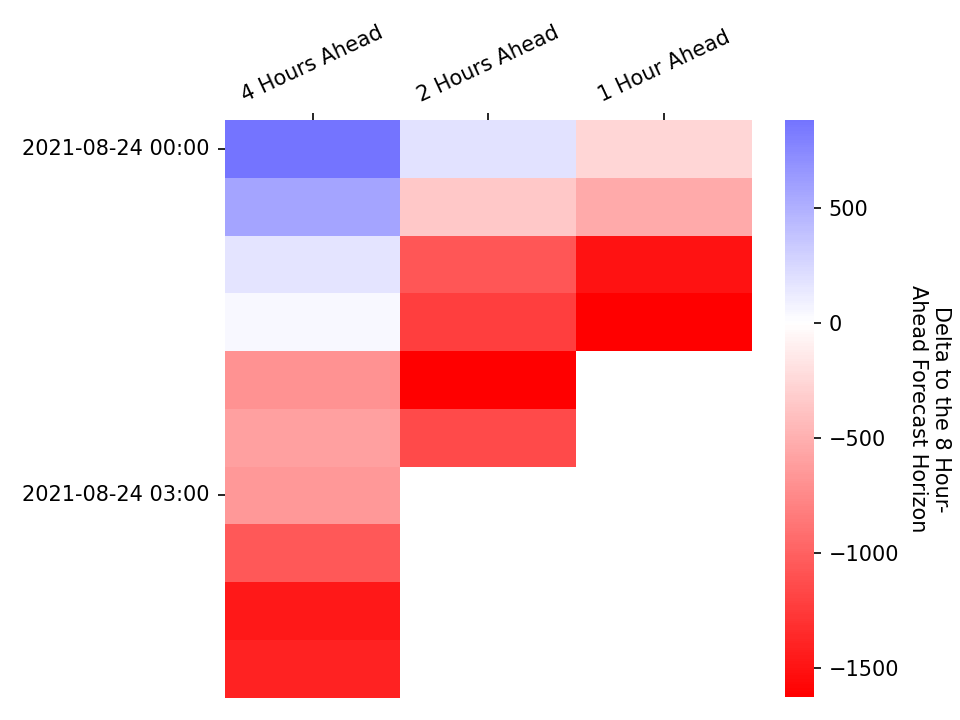 4 Hours Ahead
2 Hours Ahead
1 Hour Ahead
2021-08-24 00:00
2021-08-24 03:00
500
0
−500
−1000
−1500
Delta to the 8 Hour-
Ahead Forecast Horizon